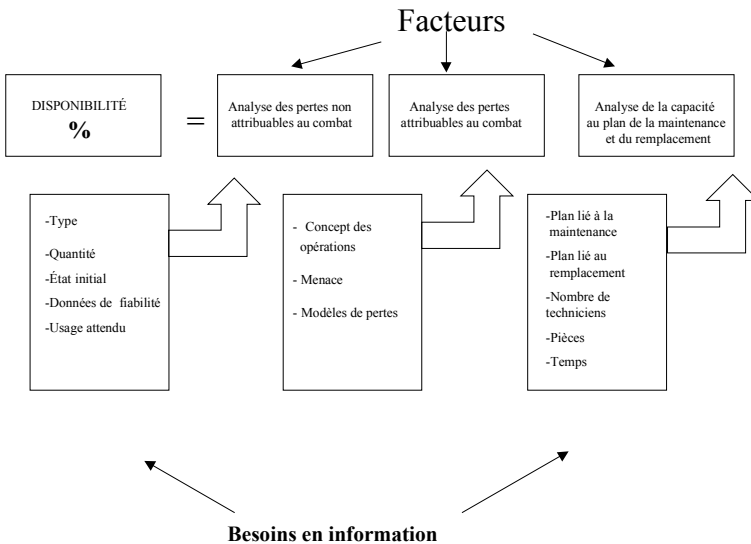 Facteurs
DISPONIBILITÉ
%
=
Analyse des pertes non
attribuables au combat
Analyse des pertes
attribuables au combat
Analyse de la capacité
au plan de la maintenance
et du remplacement
-Type
-Quantité
-État initial
-Données de fiabilité
-Usage attendu
- Concept des
opérations
- Menace
- Modèles de pertes
-Plan lié à la
maintenance
-Plan lié au
remplacement
-Nombre de
techniciens
-Pièces
-Temps
Besoins en information